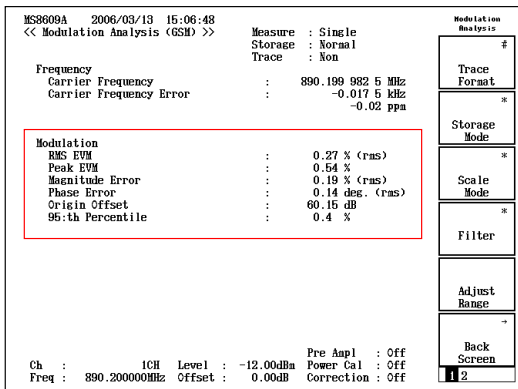 MS8609A 2006/03/13 15:06:48
<< Modulation Analysis (GSM) >>
Measure : Single
Storage : Normal
Trace : Non
Frequency
Carrier Frequency : 890.199 982 5 MHz
Carrier Frequency Error : -0.017 5 kHz
-0.02 ppm
Modulation
RMS EVM : 0.27 % (rms)
Peak EVM : 0.54 %
Magnitude Error : 0.19 % (rms)
Phase Error : 0.14 deg. (rms)
Origin Offset : 60.15 dB
95:th Percentile : 0.4 %
Pre Ampl : Off
Ch : 1CH Level : -12.00dBm Power Cal : Off
Freq : 890.200000MHz Offset : 0.00dB Correction : Off
Modulation
Analysis
#
Trace
Format
*
Storage
Mode
*
Scale
Mode
*
Filter
Adjust
Range
→
Back
Screen
1 2